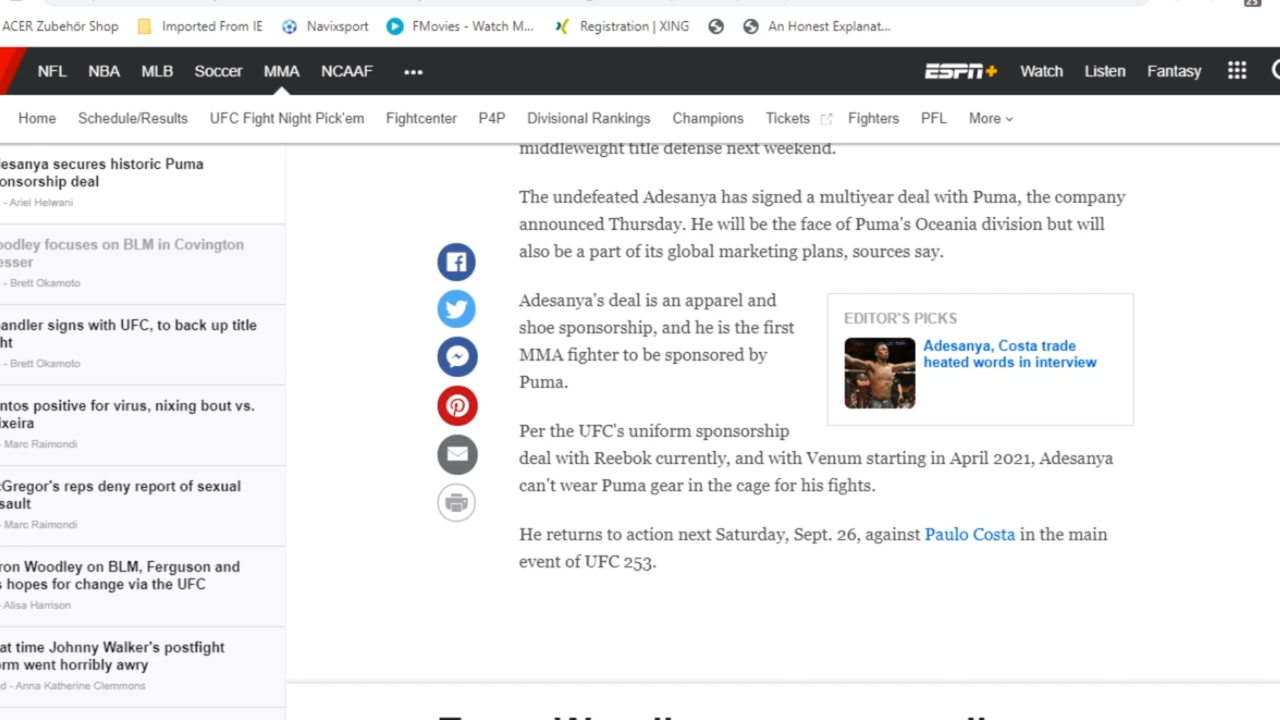 ACER Zubehör Shop Imported From IE Navixsport FMovies - Watch M... Registration | XING An Honest Explanat...
NFL NBA MLB Soccer MMA NCAAF ••• ESPN+ Watch Listen Fantasy
Home Schedule/Results UFC Fight Night Pick'em Fightcenter P4P Divisional Rankings Champions Tickets Fighters PFL More
esanya secures historic Puma
onsorship deal
- Ariel Helwani
oodley focuses on BLM in Covington
esser
- Brett Okamoto
andler signs with UFC, to back up title
ht
- Brett Okamoto
ntos positive for virus, nixing bout vs.
ixeira
- Marc Raimondi
Gregor's reps deny report of sexual
sault
- Marc Raimondi
ron Woodley on BLM, Ferguson and
s hopes for change via the UFC
- Alisa Harrison
at time Johnny Walker's postfight
orm went horribly awry
d - Anna Katherine Clemmons
middleweight title defense next weekend.
The undefeated Adesanya has signed a multiyear deal with Puma, the company
announced Thursday. He will be the face of Puma's Oceania division but will
also be a part of its global marketing plans, sources say.
Adesanya's deal is an apparel and
shoe sponsorship, and he is the first
MMA fighter to be sponsored by
Puma.
EDITOR'S PICKS
Adesanya, Costa trade
heated words in interview
Per the UFC's uniform sponsorship
deal with Reebok currently, and with Venum starting in April 2021, Adesanya
can't wear Puma gear in the cage for his fights.
He returns to action next Saturday, Sept. 26, against Paulo Costa in the main
event of UFC 253.